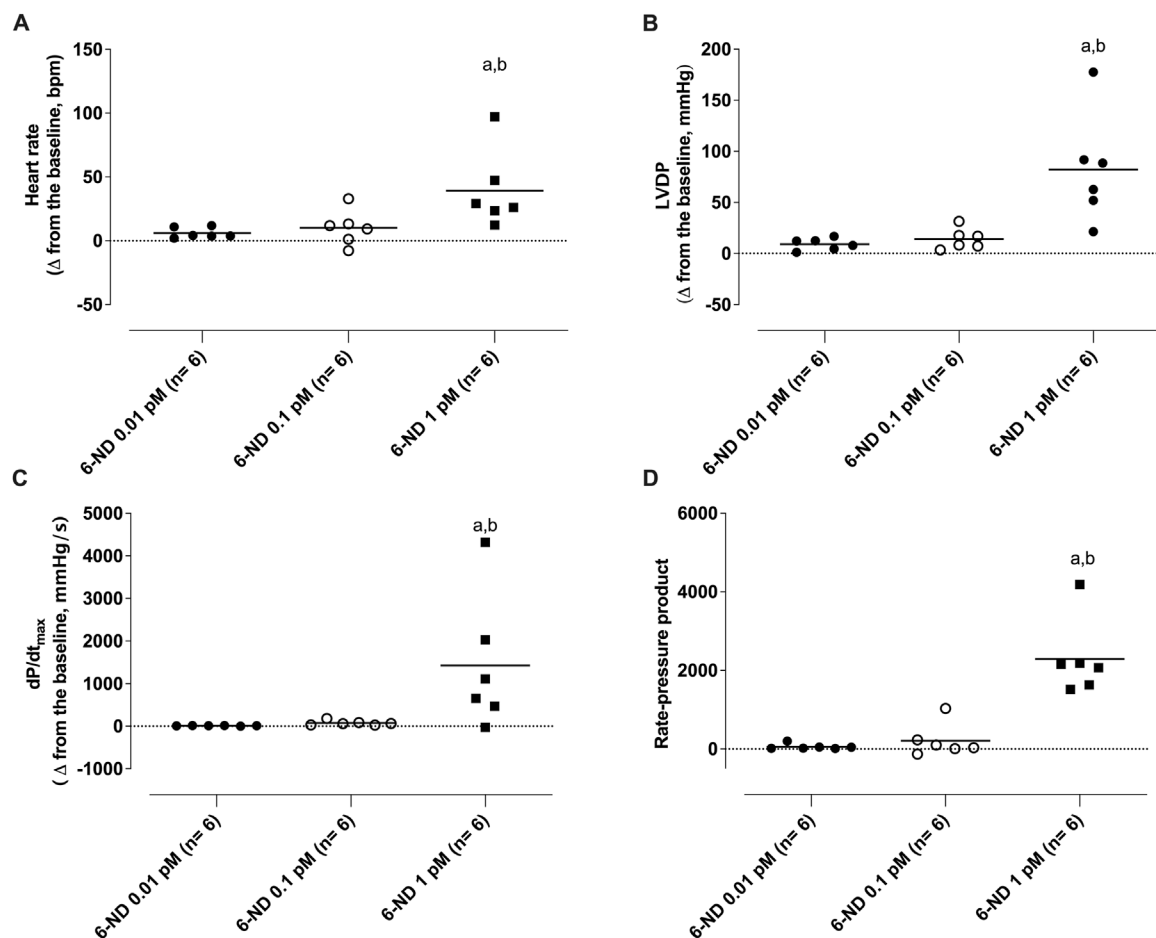 A
Heart rate
(Δ from the baseline, bpm)
150
100
50
0
-50
a,b
6-ND 0.01 pM (n= 6)
6-ND 0.1 pM (n= 6)
6-ND 1 pM (n= 6)
B
LVDP
(Δ from the baseline, mmHg)
200
150
100
50
0
-50
a,b
6-ND 0.01 pM (n= 6)
6-ND 0.1 pM (n= 6)
6-ND 1 pM (n= 6)
C
dP/dtmax
( Δ from the baseline, mmHg/s)
5000
4000
3000
2000
1000
0
-1000
a,b
6-ND 0.01 pM (n= 6)
6-ND 0.1 pM (n= 6)
6-ND 1 pM (n= 6)
D
Rate-pressure product
6000
4000
2000
0
a,b
6-ND 0.01 pM (n= 6)
6-ND 0.1 pM (n= 6)
6-ND 1 pM (n= 6)